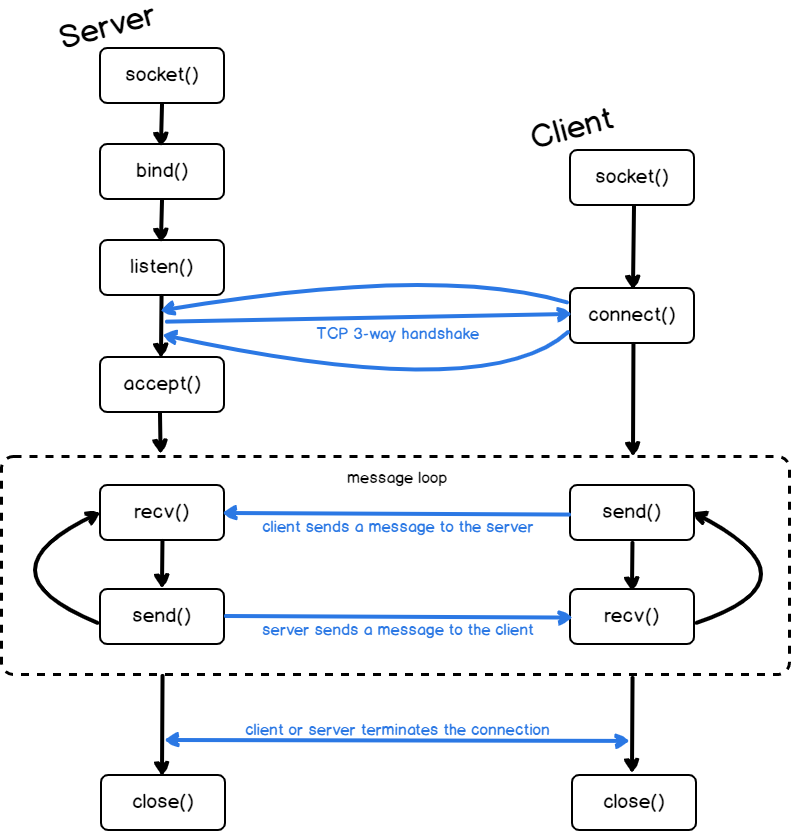 Server
socket()
bind()
Client
socket()
listen()
connect()
TCP 3-way handshake
accept()
message loop
recv()
send()
client sends a message to the server
send()
recv()
server sends a message to the client
client or server terminates the connection
close()
close()